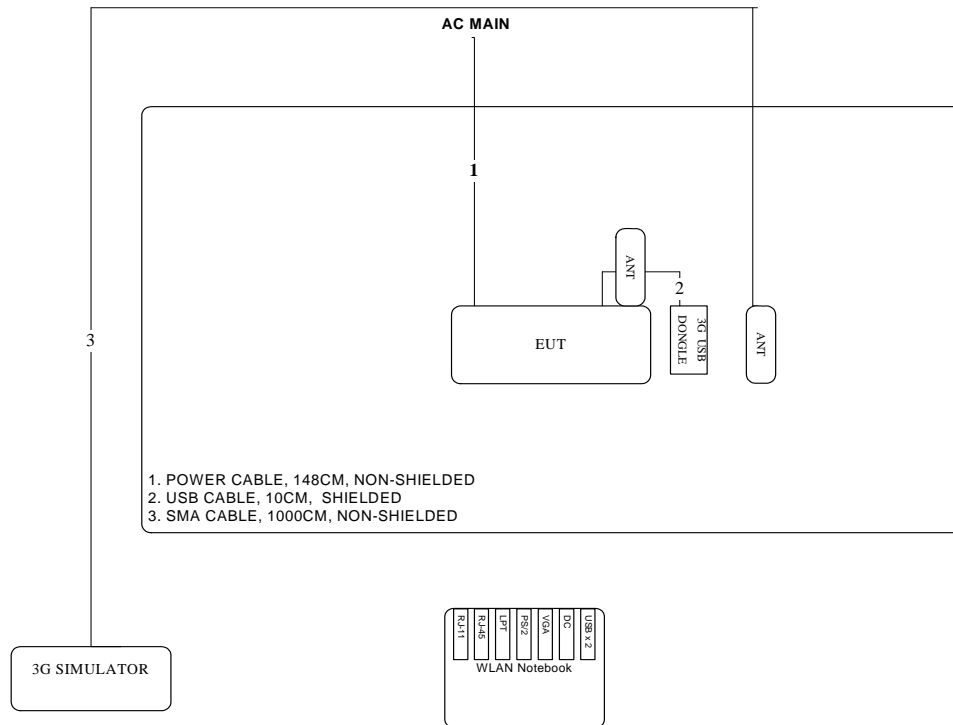 AC MAIN
1
ANT
2
3G USB
DONGLE
ANT
EUT
3
1. POWER CABLE, 148CM, NON-SHIELDED
2. USB CABLE, 10CM, SHIELDED
3. SMA CABLE, 1000CM, NON-SHIELDED
RJ-11
RJ-45
LPT
PS/2
VGA
DC
USB x 2
WLAN Notebook
3G SIMULATOR